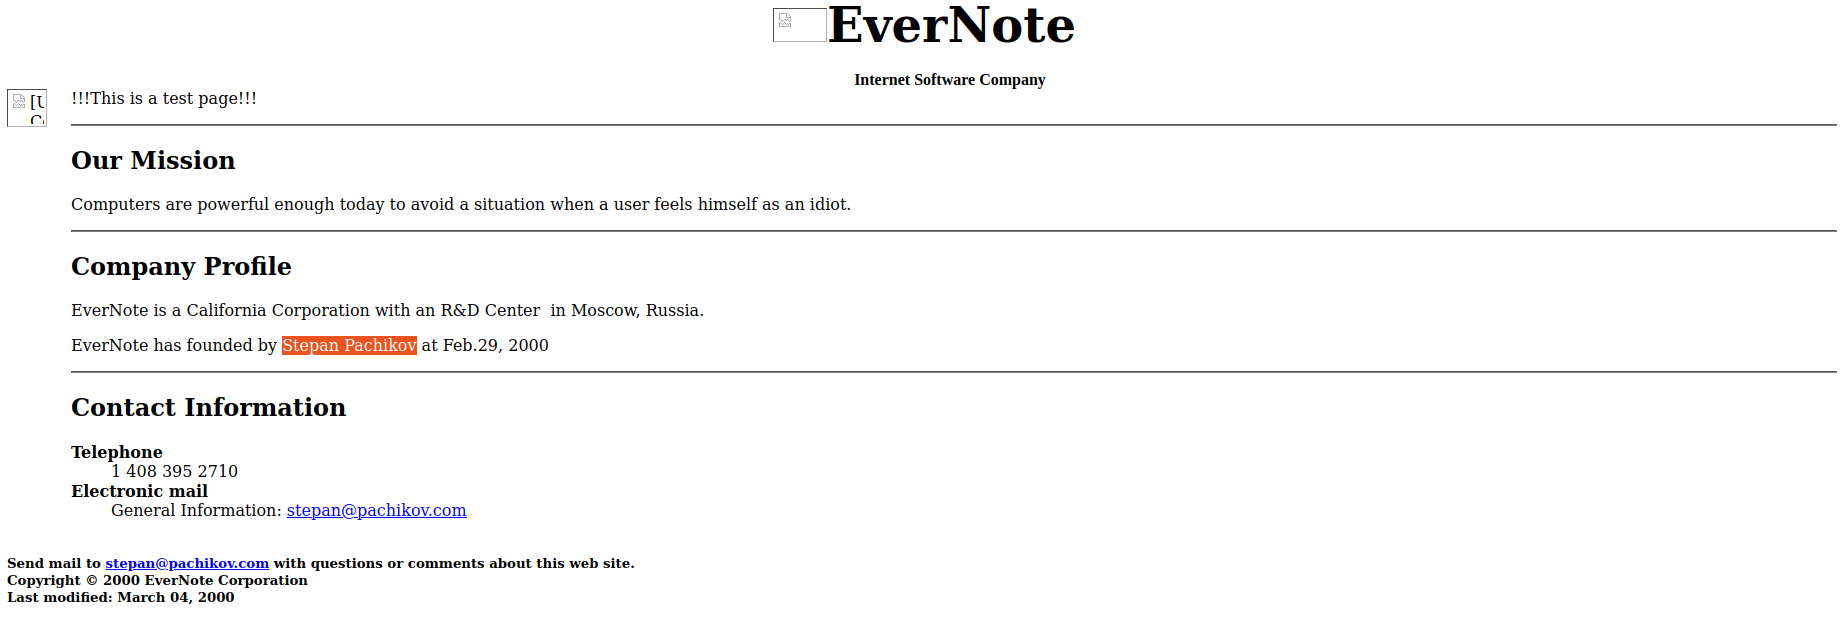 EverNote
Internet Software Company
!!!This is a test page!!!
Our Mission
Computers are powerful enough today to avoid a situation when a user feels himself as an idiot.
Company Profile
EverNote is a California Corporation with an R&D Center  in Moscow, Russia.
EverNote has founded by Stepan Pachikov at Feb.29, 2000
Contact Information
Telephone
1 408 395 2710
Electronic mail
General Information: stepan@pachikov.com
Send mail to stepan@pachikov.com with questions or comments about this web site.
Copyright © 2000 EverNote Corporation
Last modified: March 04, 2000